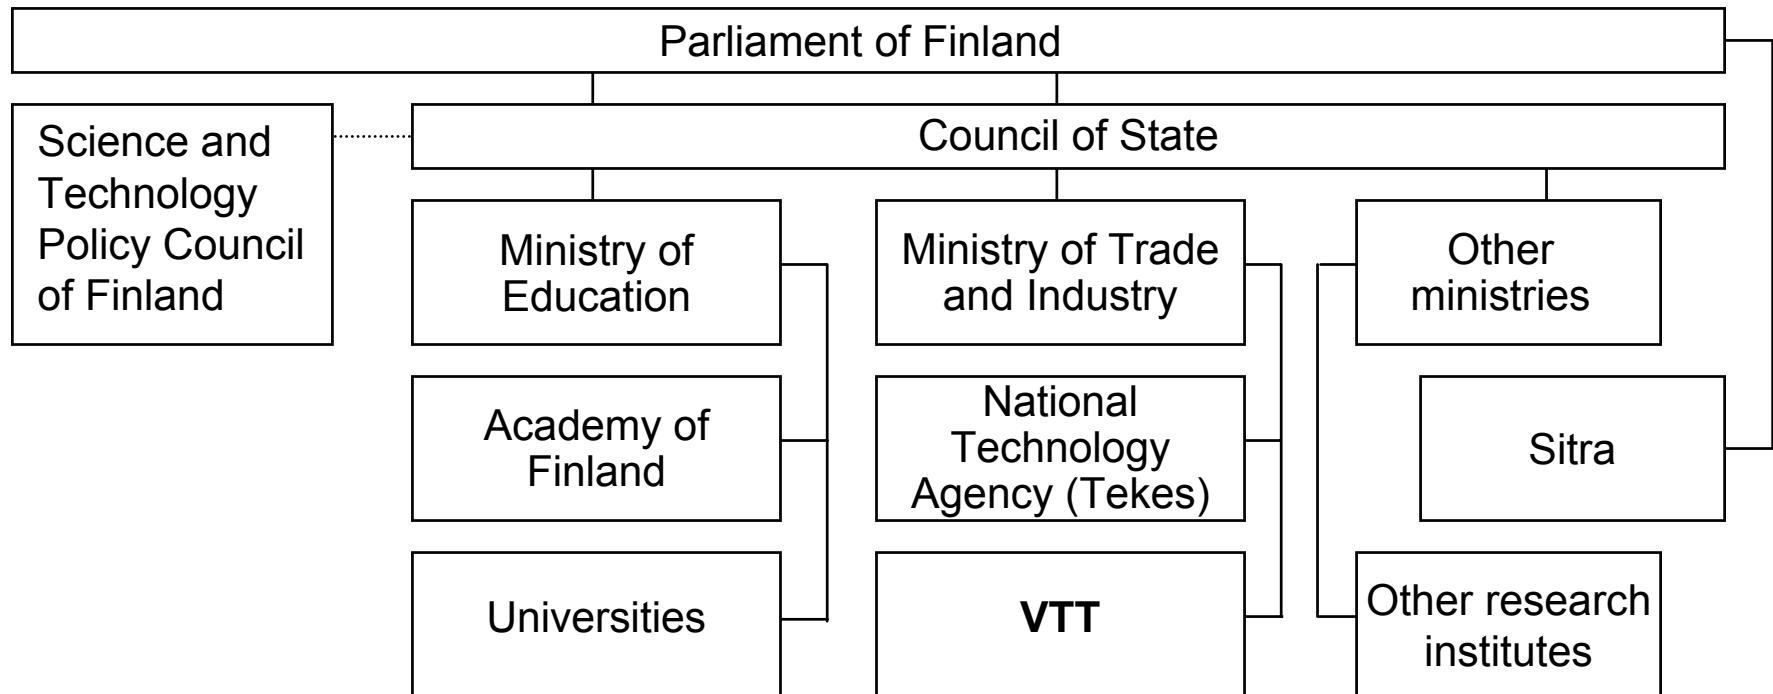 Parliament of Finland
Science and
Technology
Policy Council
of Finland
Council of State
Ministry of
Education
Ministry of Trade
and Industry
Other
ministries
Academy of
Finland
National
Technology
Agency (Tekes)
Sitra
Universities
VTT
Other research
institutes